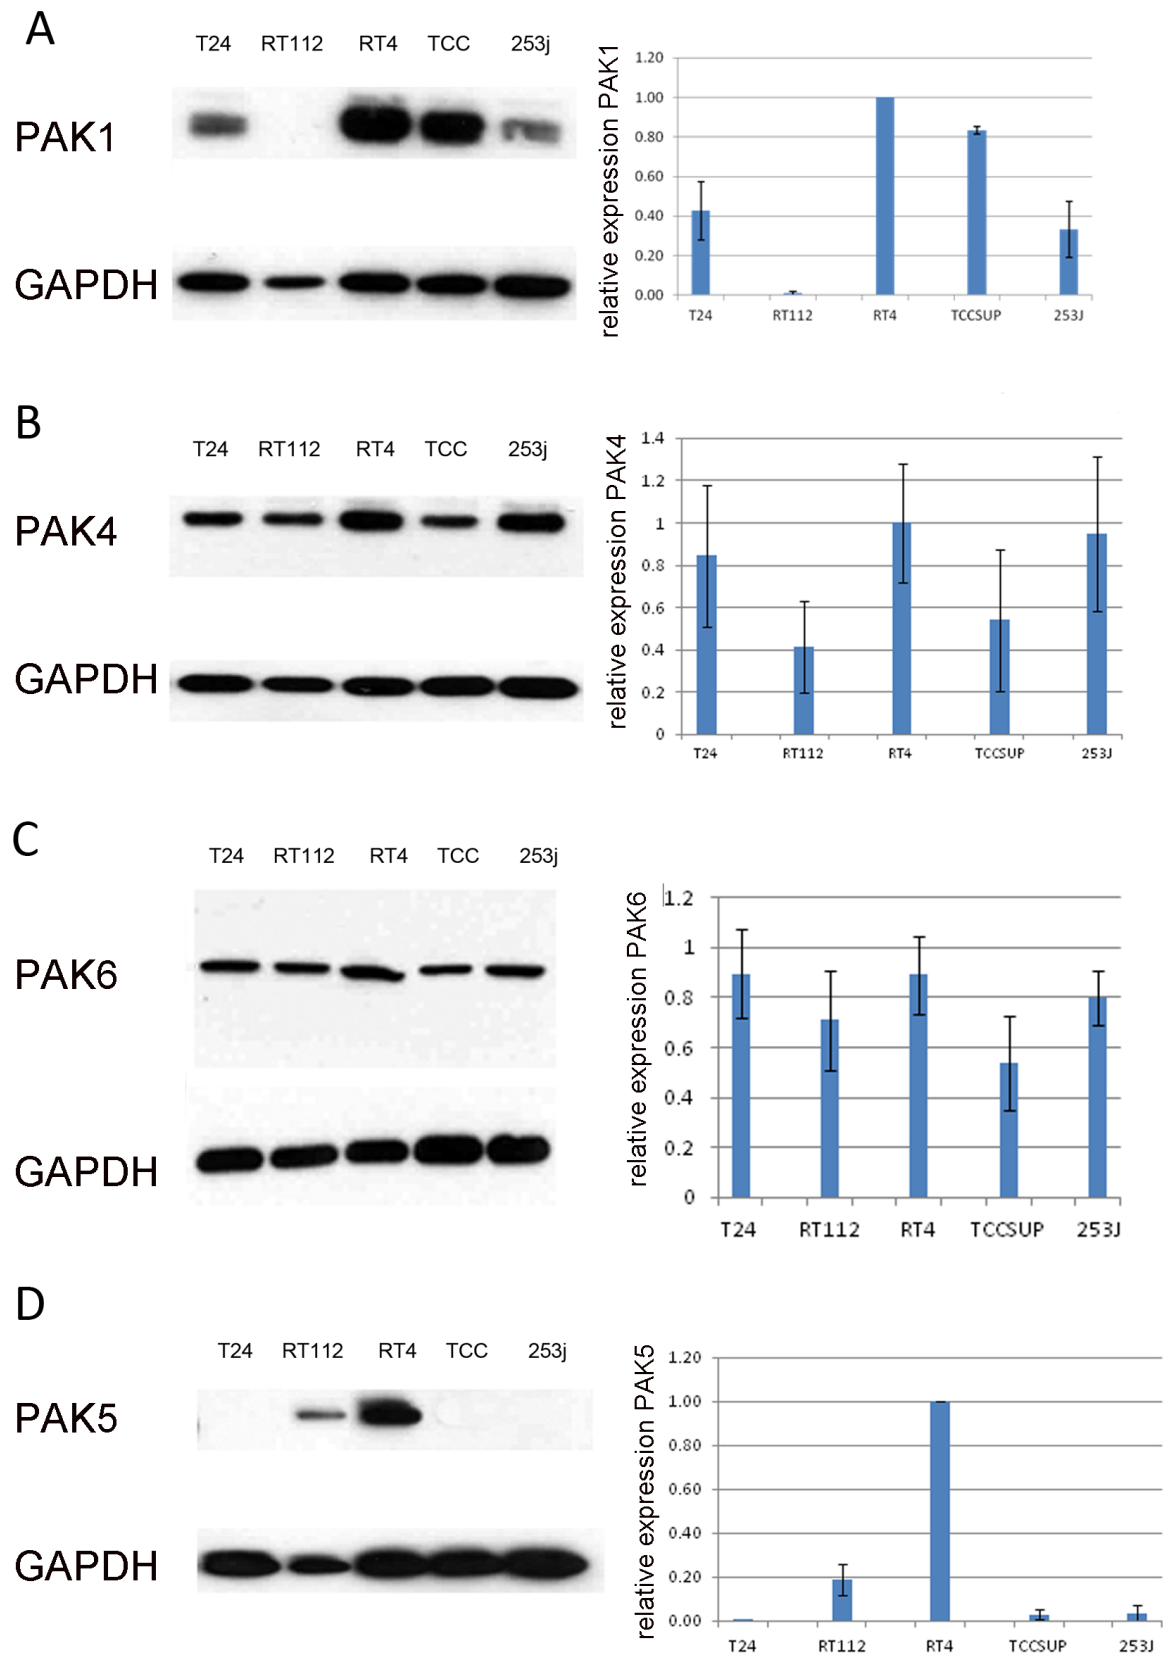 A
T24 RT112 RT4 TCC 253j
PAK1
GAPDH
relative expression PAK1
1.20
1.00
0.80
0.60
0.40
0.20
0.00
T24 RT112 RT4 TCCSUP 253J
B
T24 RT112 RT4 TCC 253j
PAK4
GAPDH
relative expression PAK4
1.4
1.2
1
0.8
0.6
0.4
0.2
0
T24 RT112 RT4 TCCSUP 253J
C
T24 RT112 RT4 TCC 253j
PAK6
GAPDH
relative expression PAK6
1.2
1
0.8
0.6
0.4
0.2
0
T24 RT112 RT4 TCCSUP 253J
D
T24 RT112 RT4 TCC 253j
PAK5
GAPDH
relative expression PAK5
1.20
1.00
0.80
0.60
0.40
0.20
0.00
T24 RT112 RT4 TCCSUP 253J